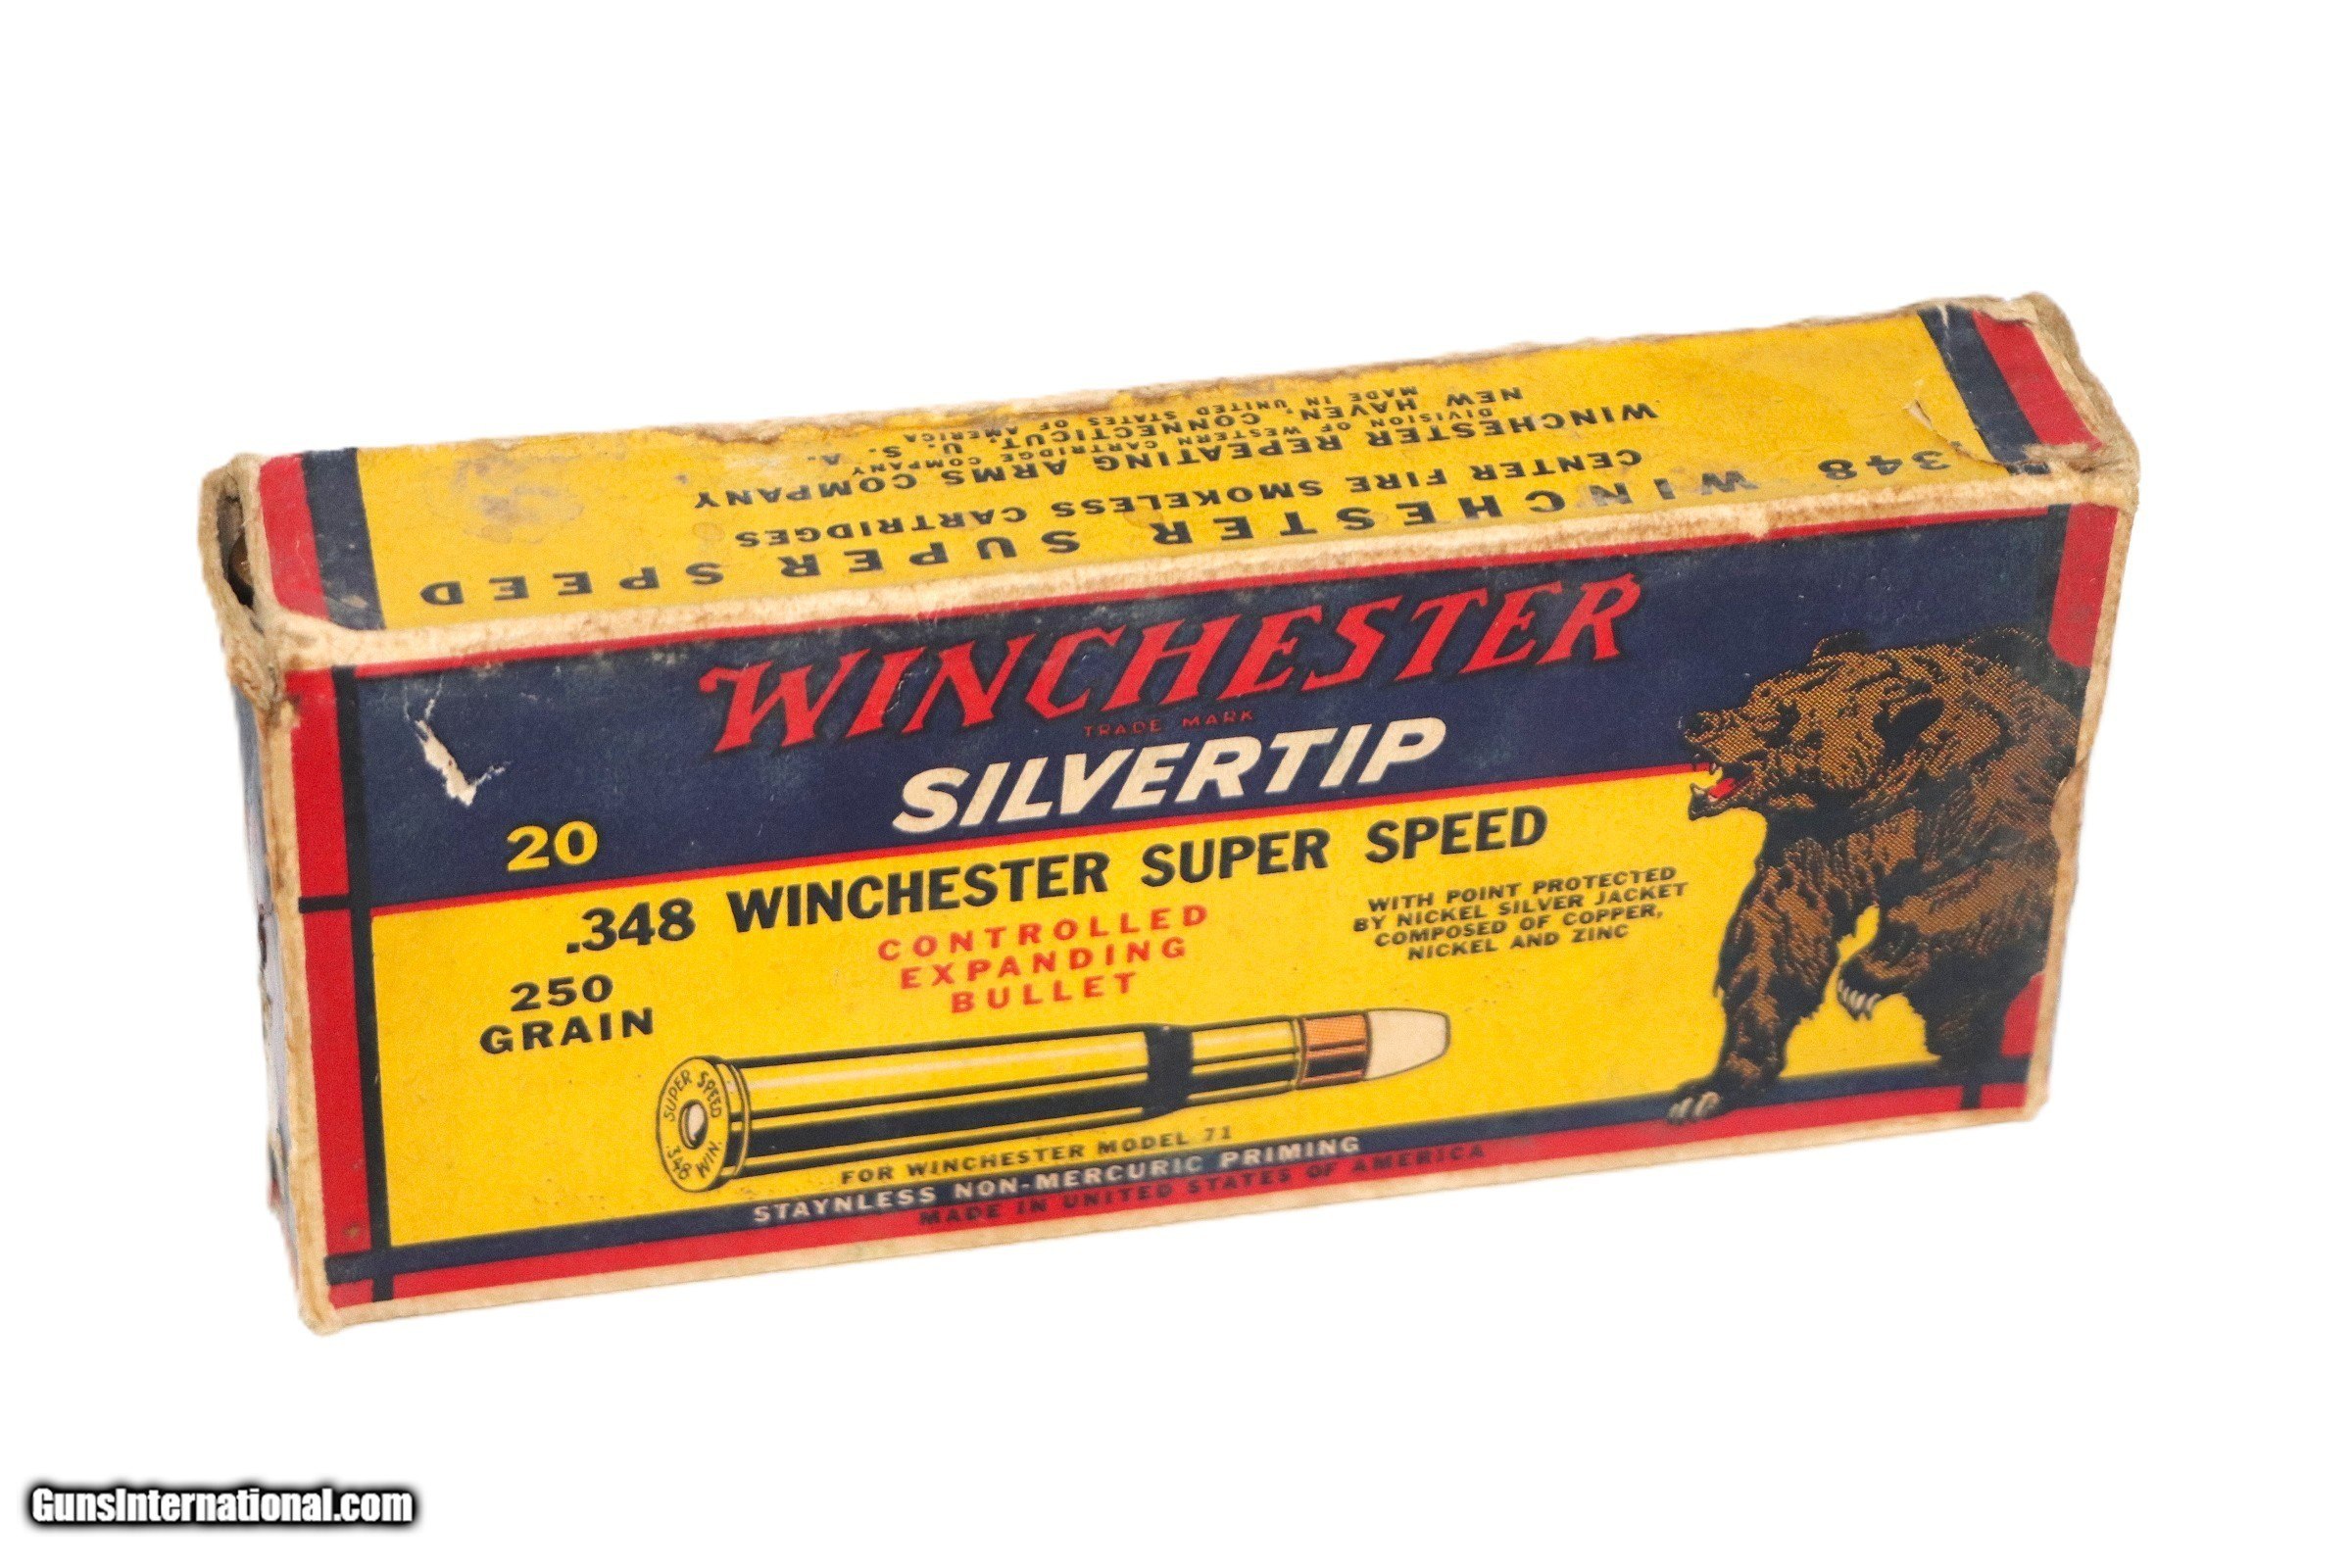 .348 WINCHESTER SUPER SPEED
CENTER FIRE SMOKELESS CARTRIDGES
WINCHESTER REPEATING ARMS COMPANY
DIVISION OF WESTERN CARTRIDGE COMPANY
NEW HAVEN, CONNECTICUT, U. S. A.
MADE IN UNITED STATES OF AMERICA
WINCHESTER
TRADE MARK
SILVERTIP
20
.348 WINCHESTER SUPER SPEED
250
GRAIN
CONTROLLED
EXPANDING
BULLET
WITH POINT PROTECTED
BY NICKEL SILVER JACKET
COMPOSED OF COPPER,
NICKEL AND ZINC
SUPER SPEED
.348 WIN.
FOR WINCHESTER MODEL 71
STAYNLESS NON-MERCURIC PRIMING
MADE IN UNITED STATES OF AMERICA
GunsInternational.com